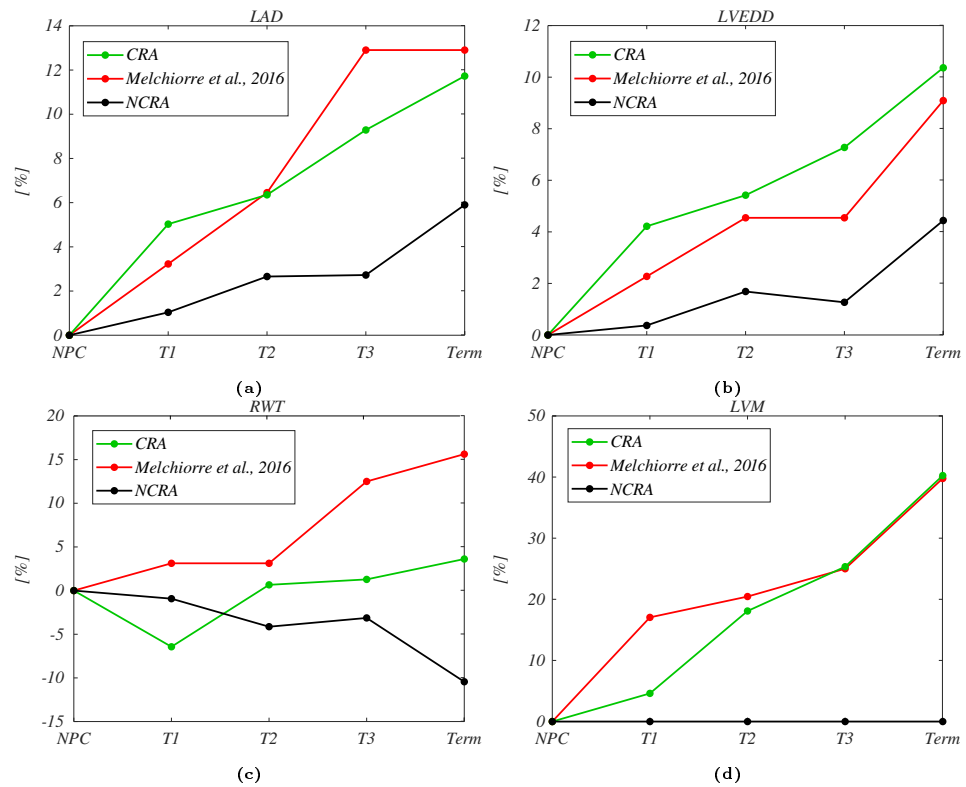 LAD
14
12
10
8
6
4
2
0
[%]
CRA
Melchiorre et al., 2016
NCRA
NPC T1 T2 T3 Term
(a)
LVEDD
12
10
8
6
4
2
0
[%]
CRA
Melchiorre et al., 2016
NCRA
NPC T1 T2 T3 Term
(b)
RWT
20
15
10
5
0
-5
-10
-15
[%]
CRA
Melchiorre et al., 2016
NCRA
NPC T1 T2 T3 Term
(c)
LVM
50
40
30
20
10
0
[%]
CRA
Melchiorre et al., 2016
NCRA
NPC T1 T2 T3 Term
(d)